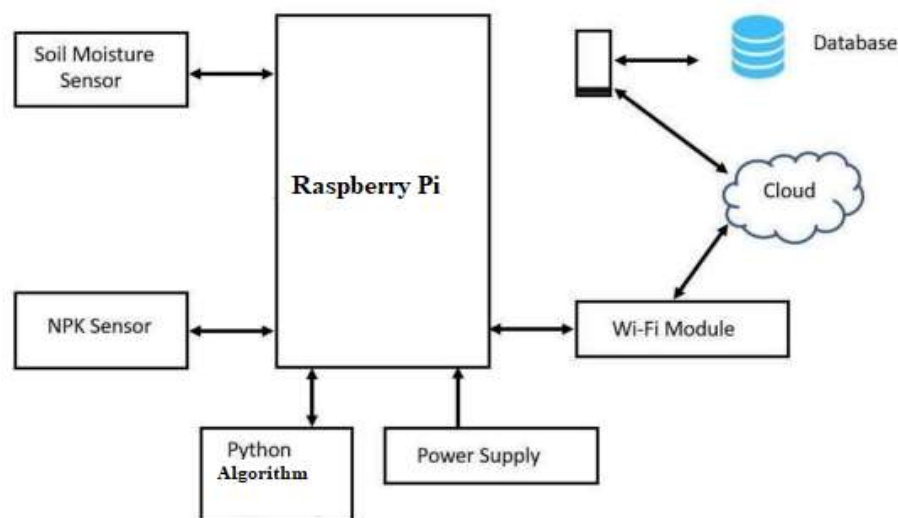 Soil Moisture
Sensor
Database
Raspberry Pi
Cloud
NPK Sensor
Wi-Fi Module
Python
Algorithm
Power Supply